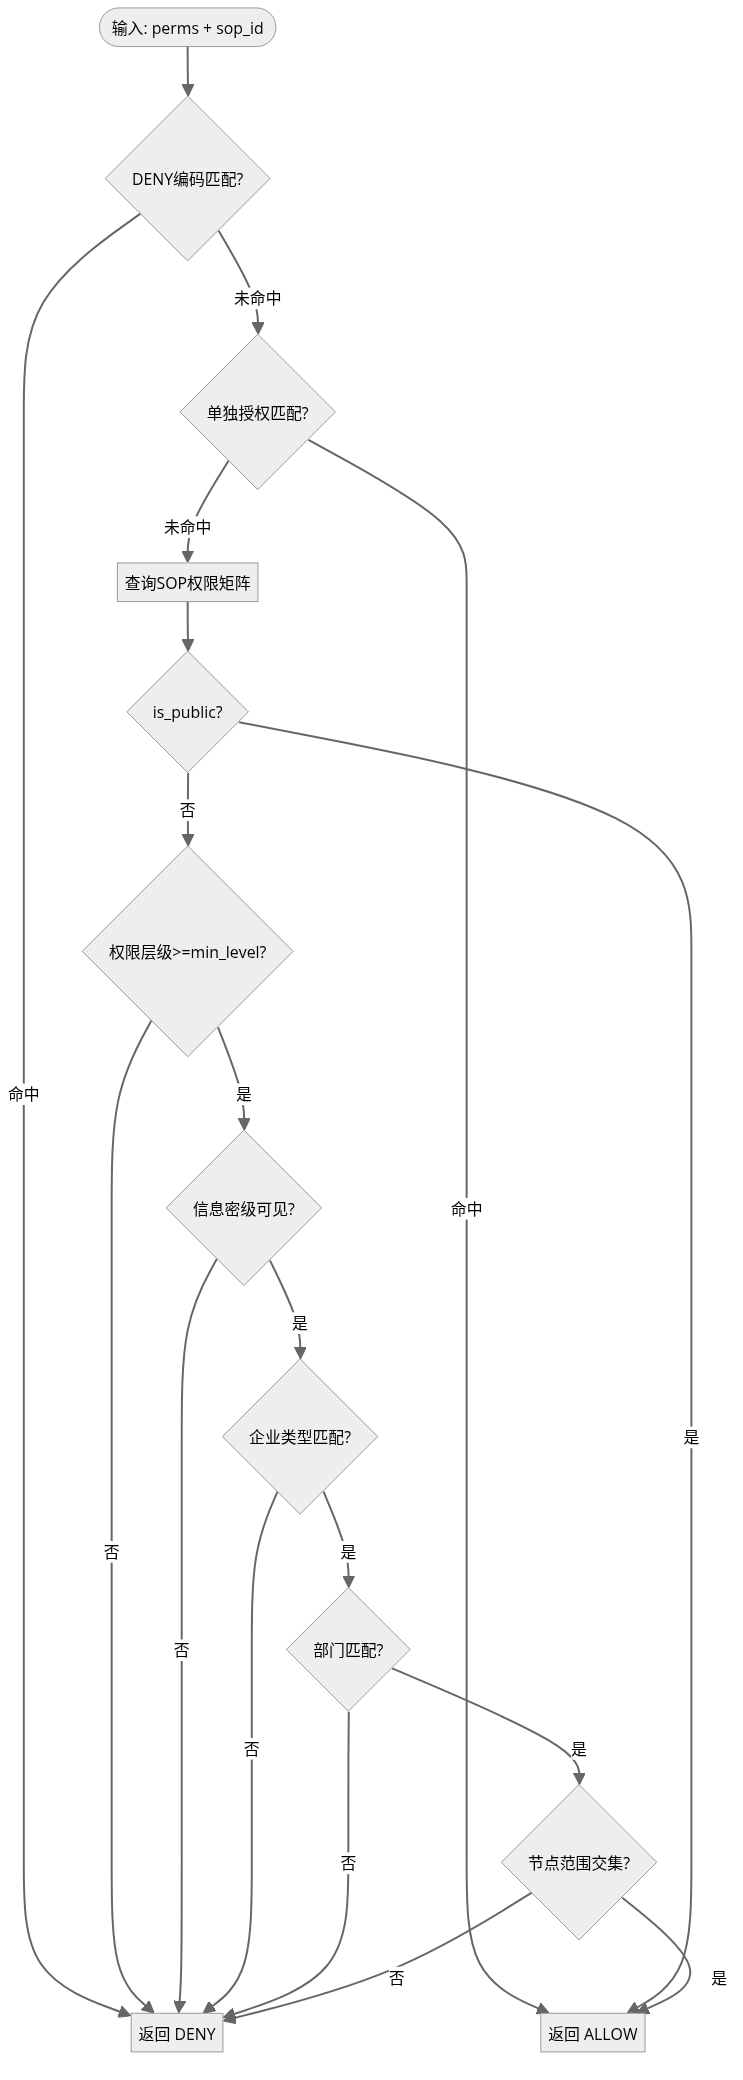 输入: perms + sop_id
DENY编码匹配?
未命中
单独授权匹配?
未命中
查询SOP权限矩阵
is_public?
否
权限层级>=min_level?
命中
是
信息密级可见?
命中
是
企业类型匹配?
是
否
是
部门匹配?
否
否
是
节点范围交集?
否
否
是
返回 DENY
返回 ALLOW